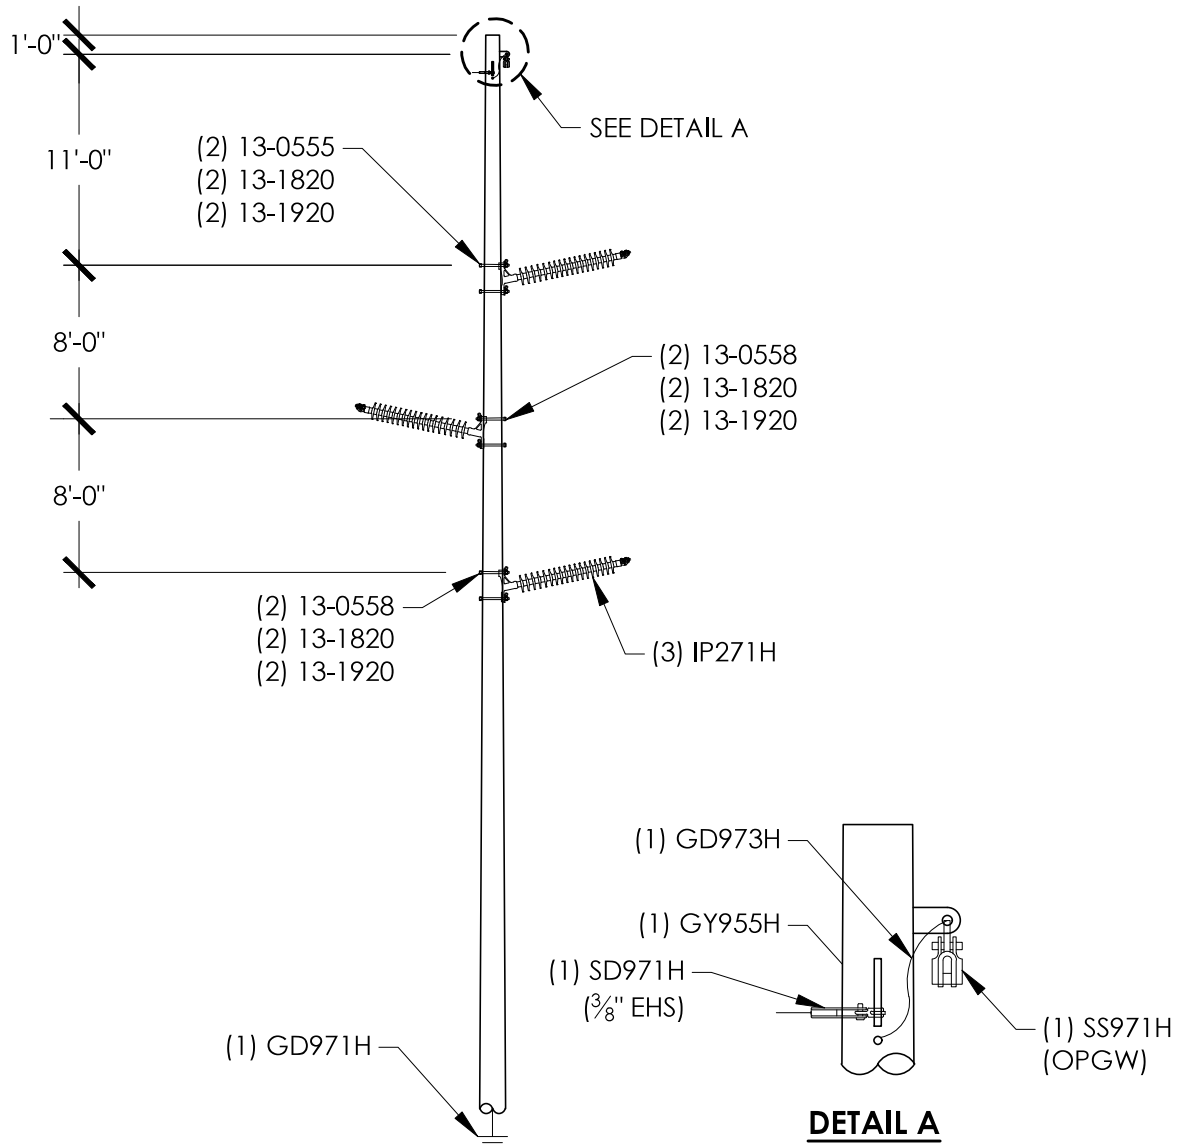 1'-0"
SEE DETAIL A
11'-0"
(2) 13-0555
(2) 13-1820
(2) 13-1920
8'-0"
(2) 13-0558
(2) 13-1820
(2) 13-1920
8'-0"
(2) 13-0558
(2) 13-1820
(2) 13-1920
(3) IP271H
(1) GD973H
(1) GY955H
(1) SD971H
(3/8" EHS)
(1) GD971H
(1) SS971H
(OPGW)
DETAIL A